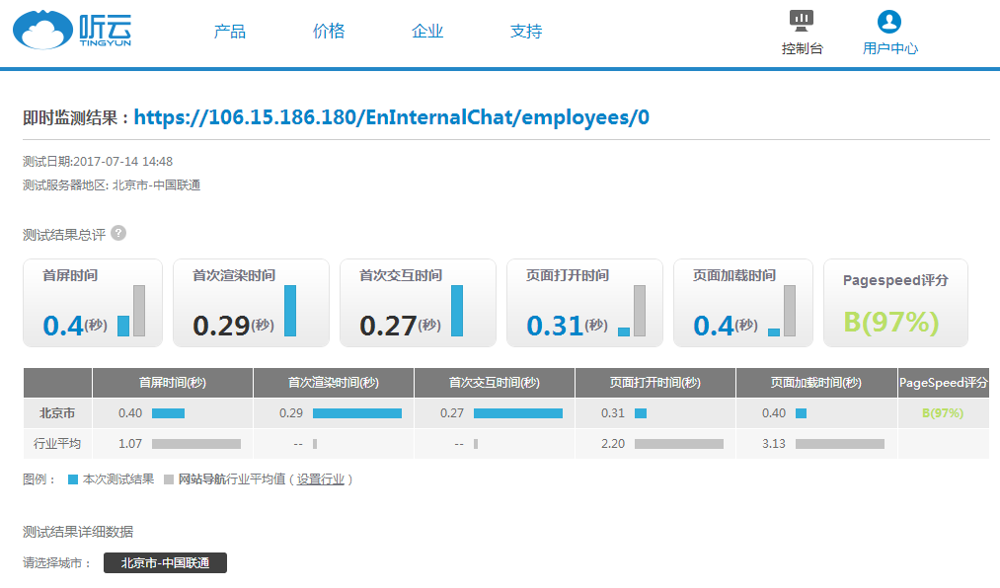 听云
TINGYUN
产品 价格 企业 支持
控制台 用户中心
即时监测结果：https://106.15.186.180/EnInternalChat/employees/0
测试日期:2017-07-14 14:48
测试服务器地区: 北京市-中国联通
测试结果总评 ?
首屏时间 首次渲染时间 首次交互时间 页面打开时间 页面加载时间 Pagespeed评分
0.4(秒) 0.29(秒) 0.27(秒) 0.31(秒) 0.4(秒) B(97%)
首屏时间(秒) 首次渲染时间(秒) 首次交互时间(秒) 页面打开时间(秒) 页面加载时间(秒) PageSpeed评分
北京市 0.40 0.29 0.27 0.31 0.40 B(97%)
行业平均 1.07 -- -- 2.20 3.13
图例： 本次测试结果 网站导航行业平均值（设置行业）
测试结果详细数据
请选择城市： 北京市-中国联通